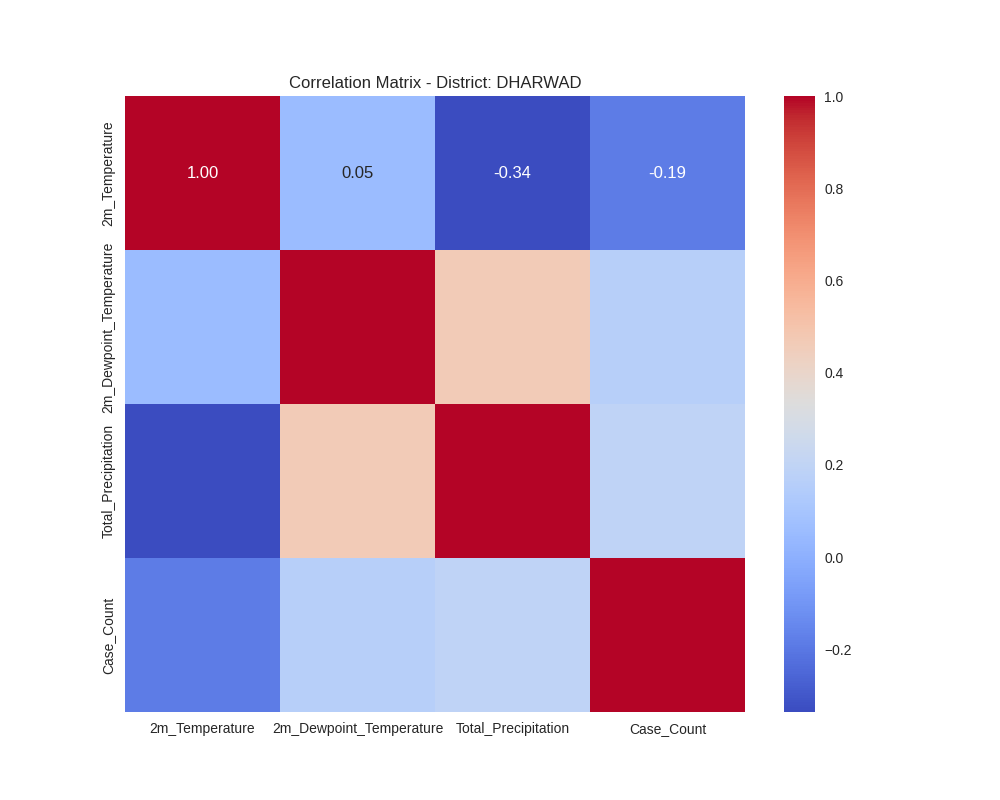 Correlation Matrix - District: DHARWAD
2m_Temperature
1.00
0.05
-0.34
-0.19
2m_Dewpoint_Temperature
Total_Precipitation
Case_Count
2m_Temperature
2m_Dewpoint_Temperature
Total_Precipitation
Case_Count
1.0
0.8
0.6
0.4
0.2
0.0
−0.2